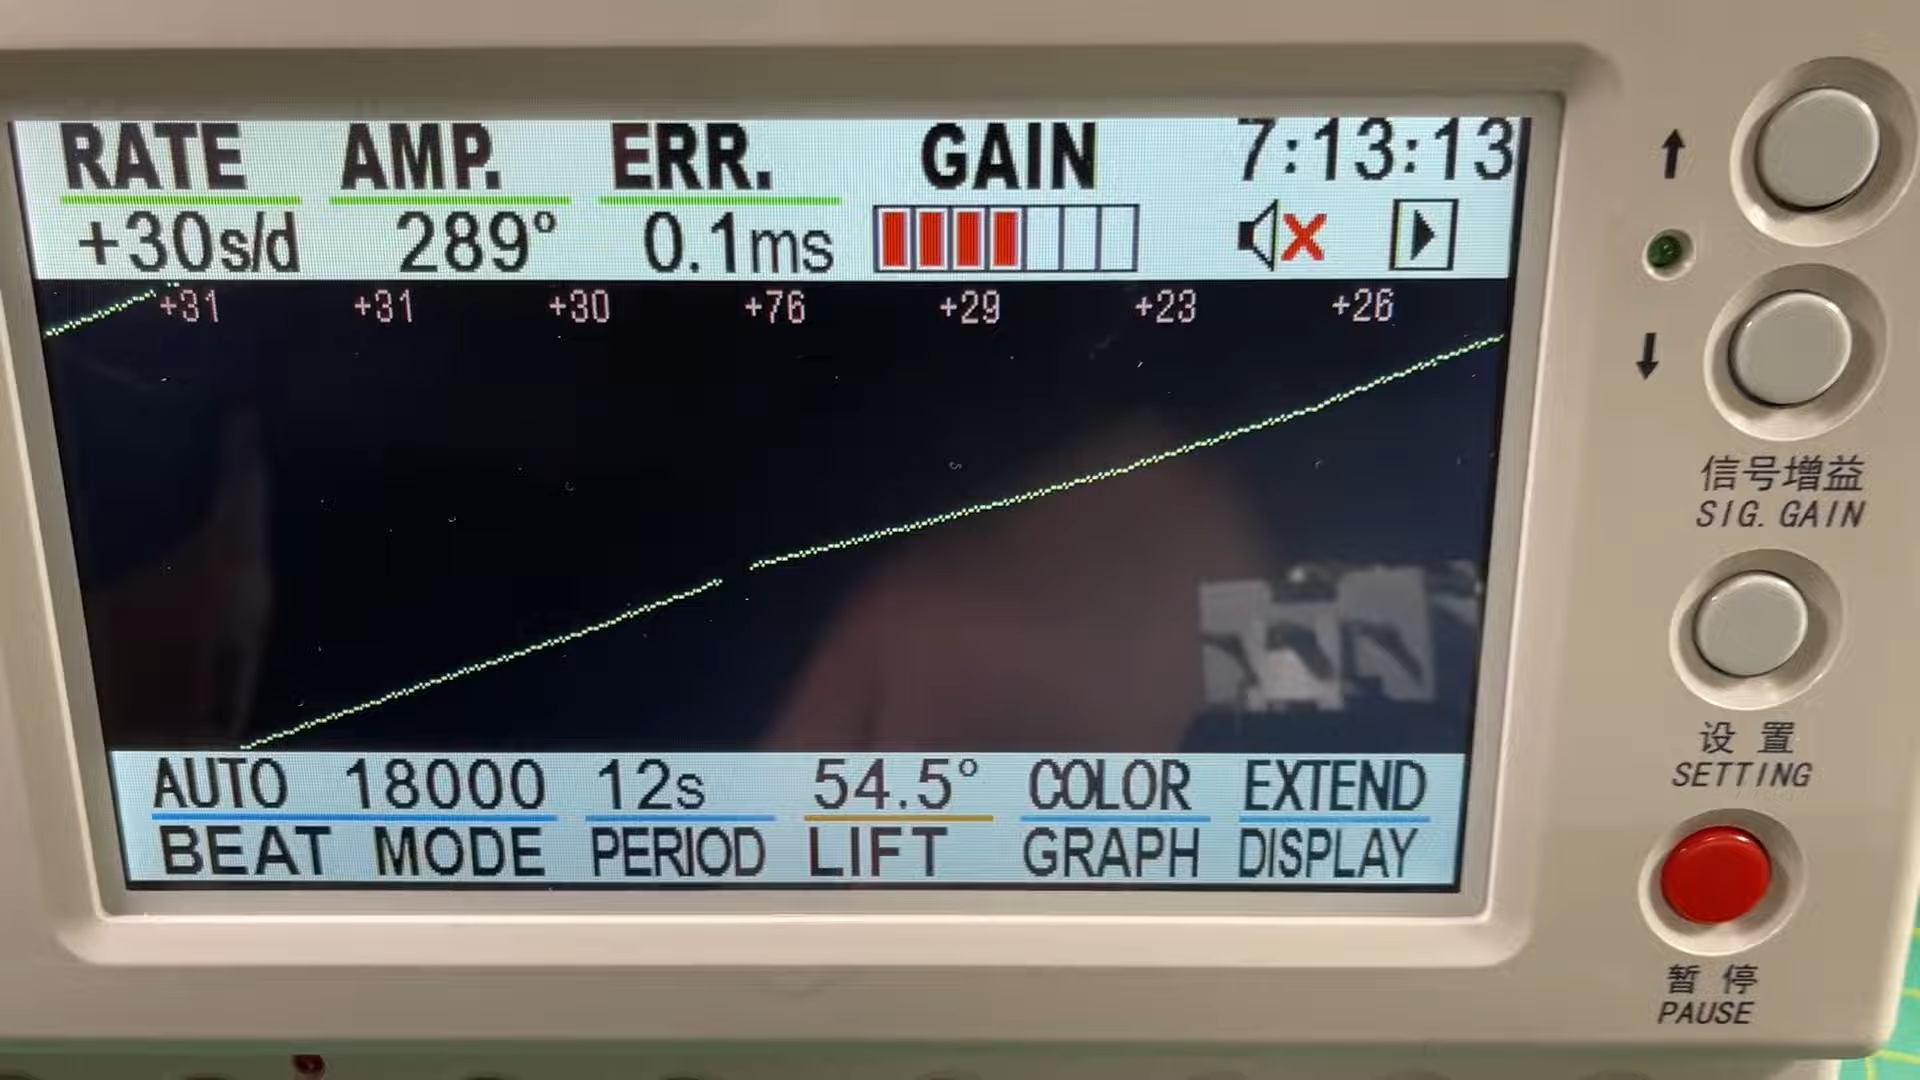 RATE AMP. ERR. GAIN 7:13:13
+30s/d 289° 0.1ms
+31 +31 +30 +76 +29 +23 +26
AUTO 18000 12s 54.5° COLOR EXTEND
BEAT MODE PERIOD LIFT GRAPH DISPLAY
↑
↓
信号增益
SIG. GAIN
设置
SETTING
暂停
PAUSE